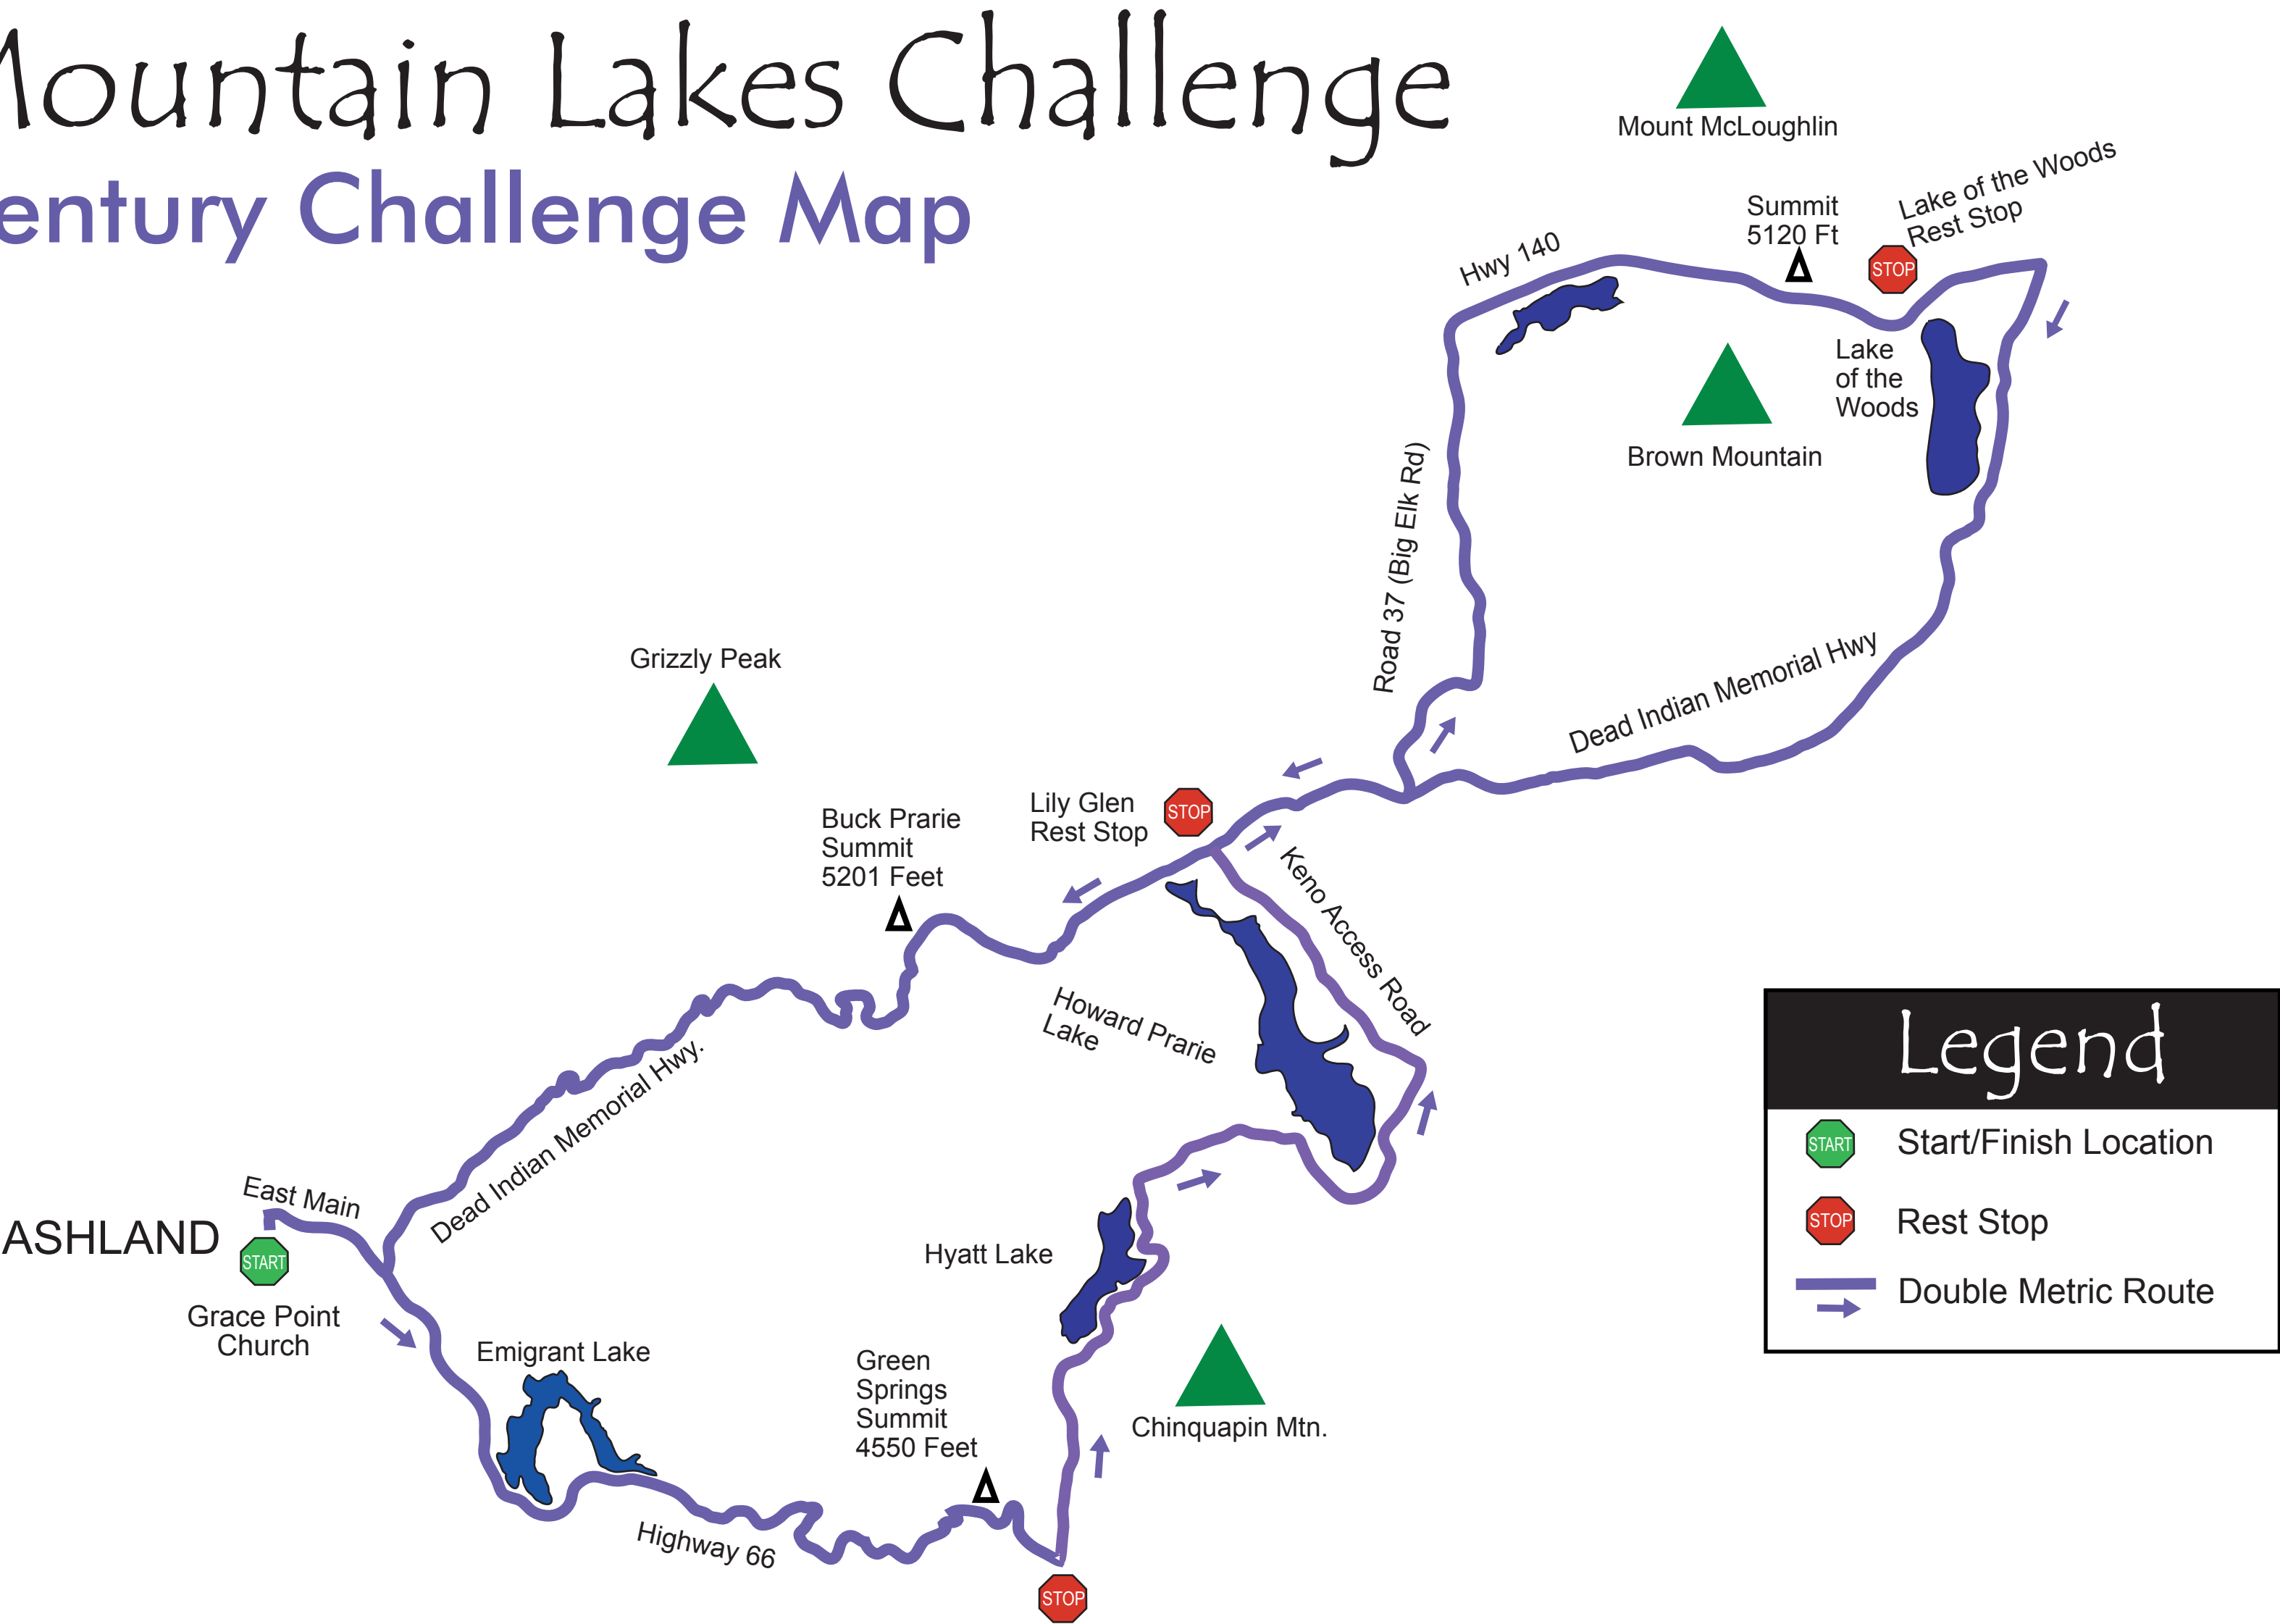 Mountain Lakes Challenge
entury Challenge Map
Mount McLoughlin
Lake of the Woods
Rest Stop
Summit
5120 Ft
STOP
Hwy 140
Lake
of the
Woods
Brown Mountain
Road 37 (Big Elk Rd)
Dead Indian Memorial Hwy
Grizzly Peak
Buck Prarie
Summit
5201 Feet
Lily Glen
Rest Stop
STOP
Keno Access Road
Howard Prarie
Lake
Dead Indian Memorial Hwy.
East Main
ASHLAND
START
Grace Point
Church
Hyatt Lake
Emigrant Lake
Green
Springs
Summit
4550 Feet
Chinquapin Mtn.
Highway 66
STOP
Legend
START
Start/Finish Location
STOP
Rest Stop
Double Metric Route